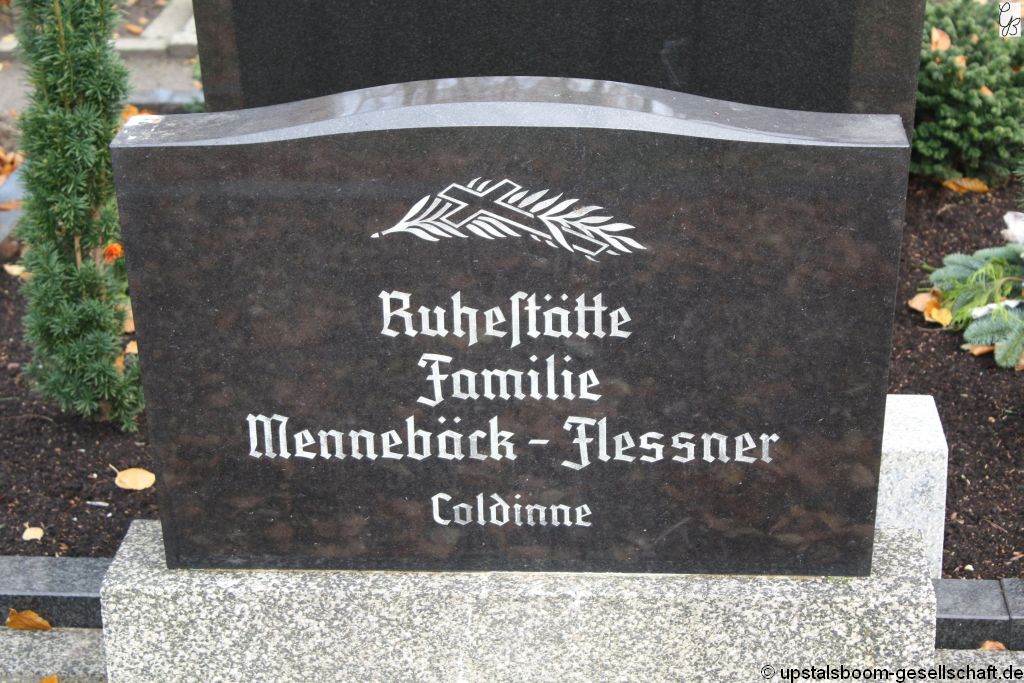 Ruheſtätte
Familie
Mennebäck - Flessner
Coldinne
© upstalsboom-gesellschaft.de